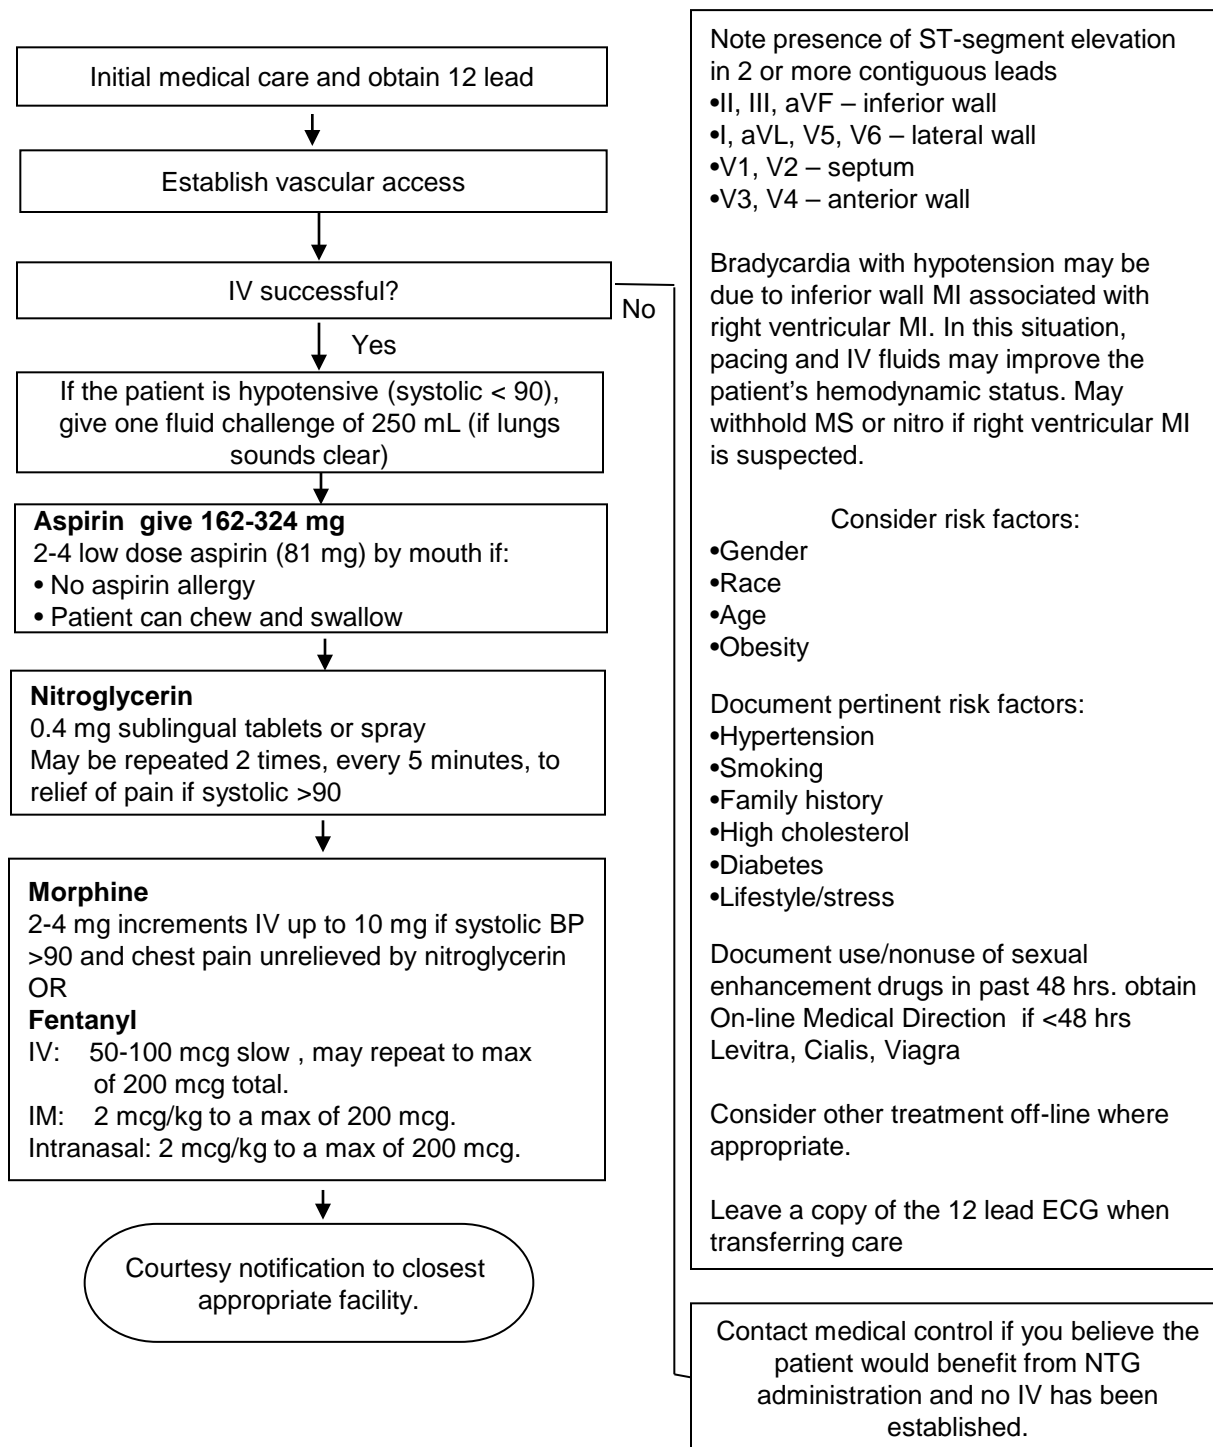 Initial medical care and obtain 12 lead
Establish vascular access
IV successful?
No
Yes
If the patient is hypotensive (systolic < 90),
give one fluid challenge of 250 mL (if lungs
sounds clear)
Aspirin  give 162-324 mg
2-4 low dose aspirin (81 mg) by mouth if:
• No aspirin allergy
• Patient can chew and swallow
Nitroglycerin
0.4 mg sublingual tablets or spray
May be repeated 2 times, every 5 minutes, to
relief of pain if systolic >90
Morphine
2-4 mg increments IV up to 10 mg if systolic BP
>90 and chest pain unrelieved by nitroglycerin
OR
Fentanyl
IV:    50-100 mcg slow , may repeat to max
of 200 mcg total.
IM:   2 mcg/kg to a max of 200 mcg.
Intranasal: 2 mcg/kg to a max of 200 mcg.
Courtesy notification to closest
appropriate facility.
Note presence of ST-segment elevation
in 2 or more contiguous leads
•II, III, aVF – inferior wall
•I, aVL, V5, V6 – lateral wall
•V1, V2 – septum
•V3, V4 – anterior wall
Bradycardia with hypotension may be
due to inferior wall MI associated with
right ventricular MI. In this situation,
pacing and IV fluids may improve the
patient’s hemodynamic status. May
withhold MS or nitro if right ventricular MI
is suspected.
Consider risk factors:
•Gender
•Race
•Age
•Obesity
Document pertinent risk factors:
•Hypertension
•Smoking
•Family history
•High cholesterol
•Diabetes
•Lifestyle/stress
Document use/nonuse of sexual
enhancement drugs in past 48 hrs. obtain
On-line Medical Direction  if <48 hrs
Levitra, Cialis, Viagra
Consider other treatment off-line where
appropriate.
Leave a copy of the 12 lead ECG when
transferring care
Contact medical control if you believe the
patient would benefit from NTG
administration and no IV has been
established.